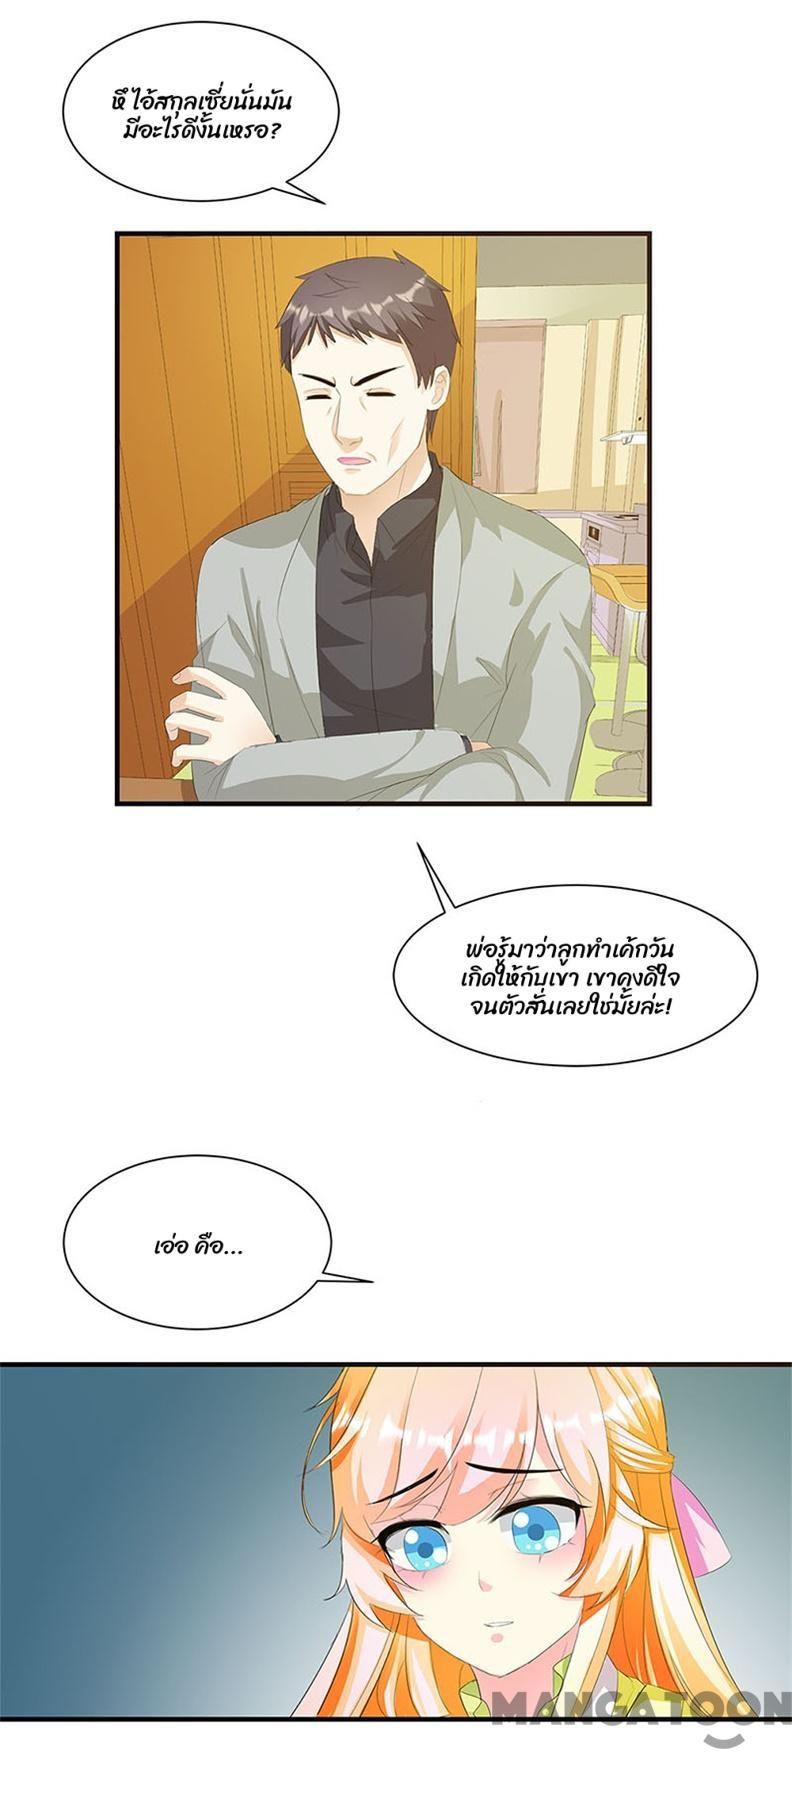 หึ ไอ้สกุลเซี่ยนั่นมัน
มีอะไรดีงั้นเหรอ?
พ่อรู้มาว่าลูกทำเค้กวัน
เกิดให้กับเขา เขาคงดีใจ
จนตัวสั่นเลยใช่มั้ยล่ะ!
เอ่อ คือ...
MANGATOON